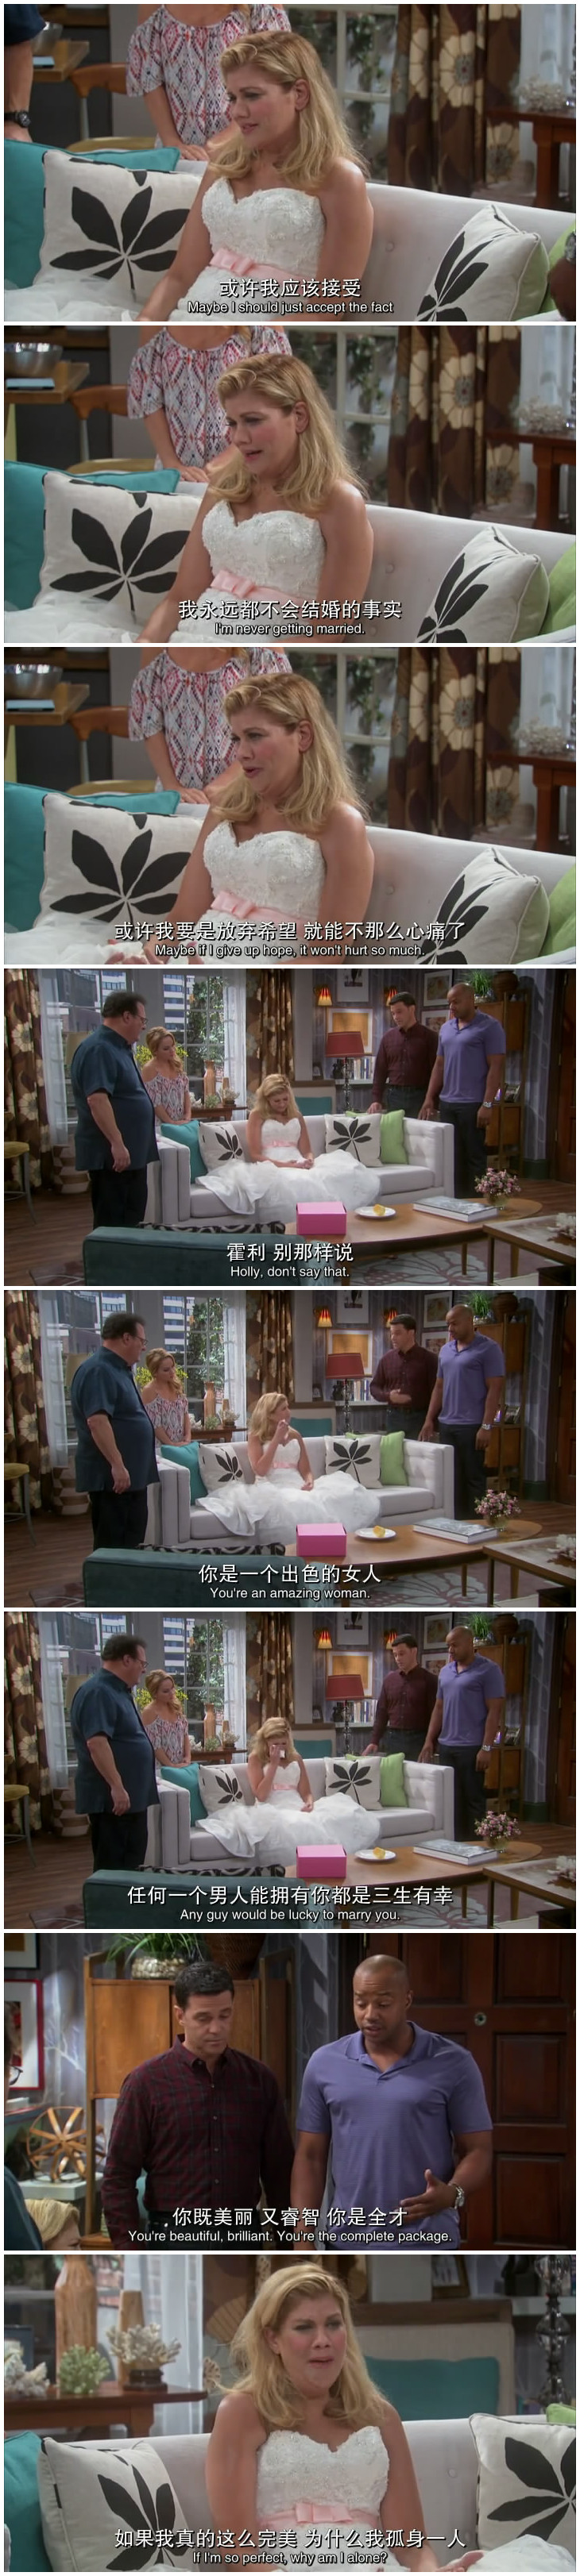 或许我应该接受
Maybe I should just accept the fact
我永远都不会结婚的事实
I'm never getting married.
或许我要是放弃希望 就能不那么心痛了
Maybe if I give up hope, it won't hurt so much.
霍利 别那样说
Holly, don't say that.
你是一个出色的女人
You're an amazing woman.
任何一个男人能拥有你都是三生有幸
Any guy would be lucky to marry you.
你既美丽 又睿智 你是全才
You're beautiful, brilliant. You're the complete package.
如果我真的这么完美 为什么我孤身一人
If I'm so perfect, why am I alone?